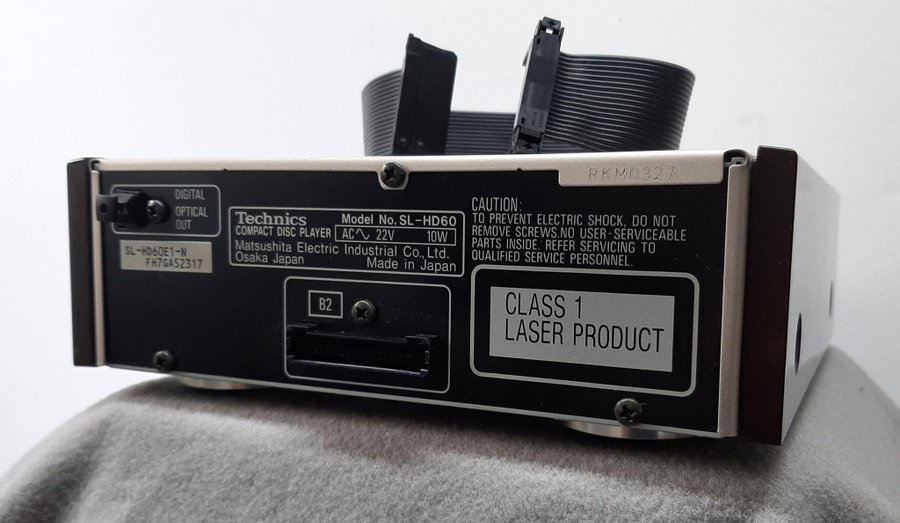 RKM0327
DIGITAL
OPTICAL
OUT
SL-HD60E1-N
FH7GA52317
Technics
COMPACT DISC PLAYER
Model No. SL-HD60
AC∿ 22V 10W
Matsushita Electric Industrial Co., Ltd.
Osaka Japan Made in Japan
CAUTION:
TO PREVENT ELECTRIC SHOCK, DO NOT
REMOVE SCREWS.NO USER-SERVICEABLE
PARTS INSIDE. REFER SERVICING TO
QUALIFIED SERVICE PERSONNEL.
B2
CLASS 1
LASER PRODUCT